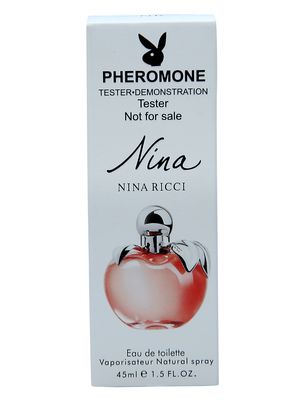 PHEROMONE
TESTER•DEMONSTRATION
Tester
Not for sale
Nina
NINA RICCI
Eau de toilette
Vaporisateur Natural spray
45ml ℮ 1.5 FL.OZ.